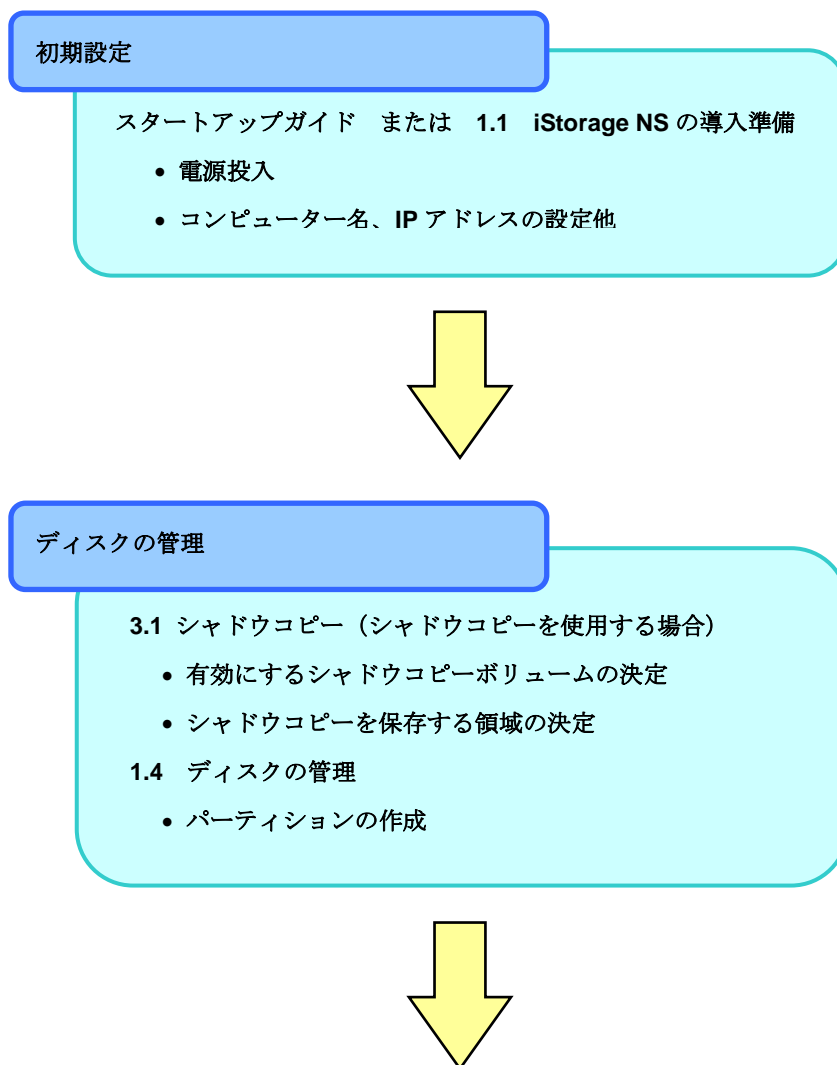 初期設定
スタートアップガイド　または　1.1　iStorage NS の導入準備
• 電源投入
• コンピューター名、IP アドレスの設定他
ディスクの管理
3.1 シャドウコピー（シャドウコピーを使用する場合）
• 有効にするシャドウコピーボリュームの決定
• シャドウコピーを保存する領域の決定
1.4　ディスクの管理
• パーティションの作成